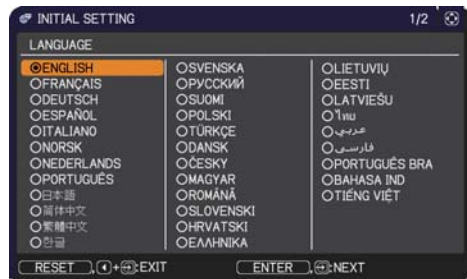 INITIAL SETTING 1/2
LANGUAGE
ENGLISH
FRANÇAIS
DEUTSCH
ESPAÑOL
ITALIANO
NORSK
NEDERLANDS
PORTUGUÊS
日本語
简体中文
繁體中文
한글
SVENSKA
РУССКИЙ
SUOMI
POLSKI
TÜRKÇE
DANSK
ČESKY
MAGYAR
ROMÂNĂ
SLOVENSKI
HRVATSKI
ΕΛΛΗΝΙΚΑ
LIETUVIŲ
EESTI
LATVIEŠU
ไทย
عربي
فارسی
PORTUGUÊS BRA
BAHASA IND
TIẾNG VIỆT
RESET , + :EXIT ENTER , :NEXT